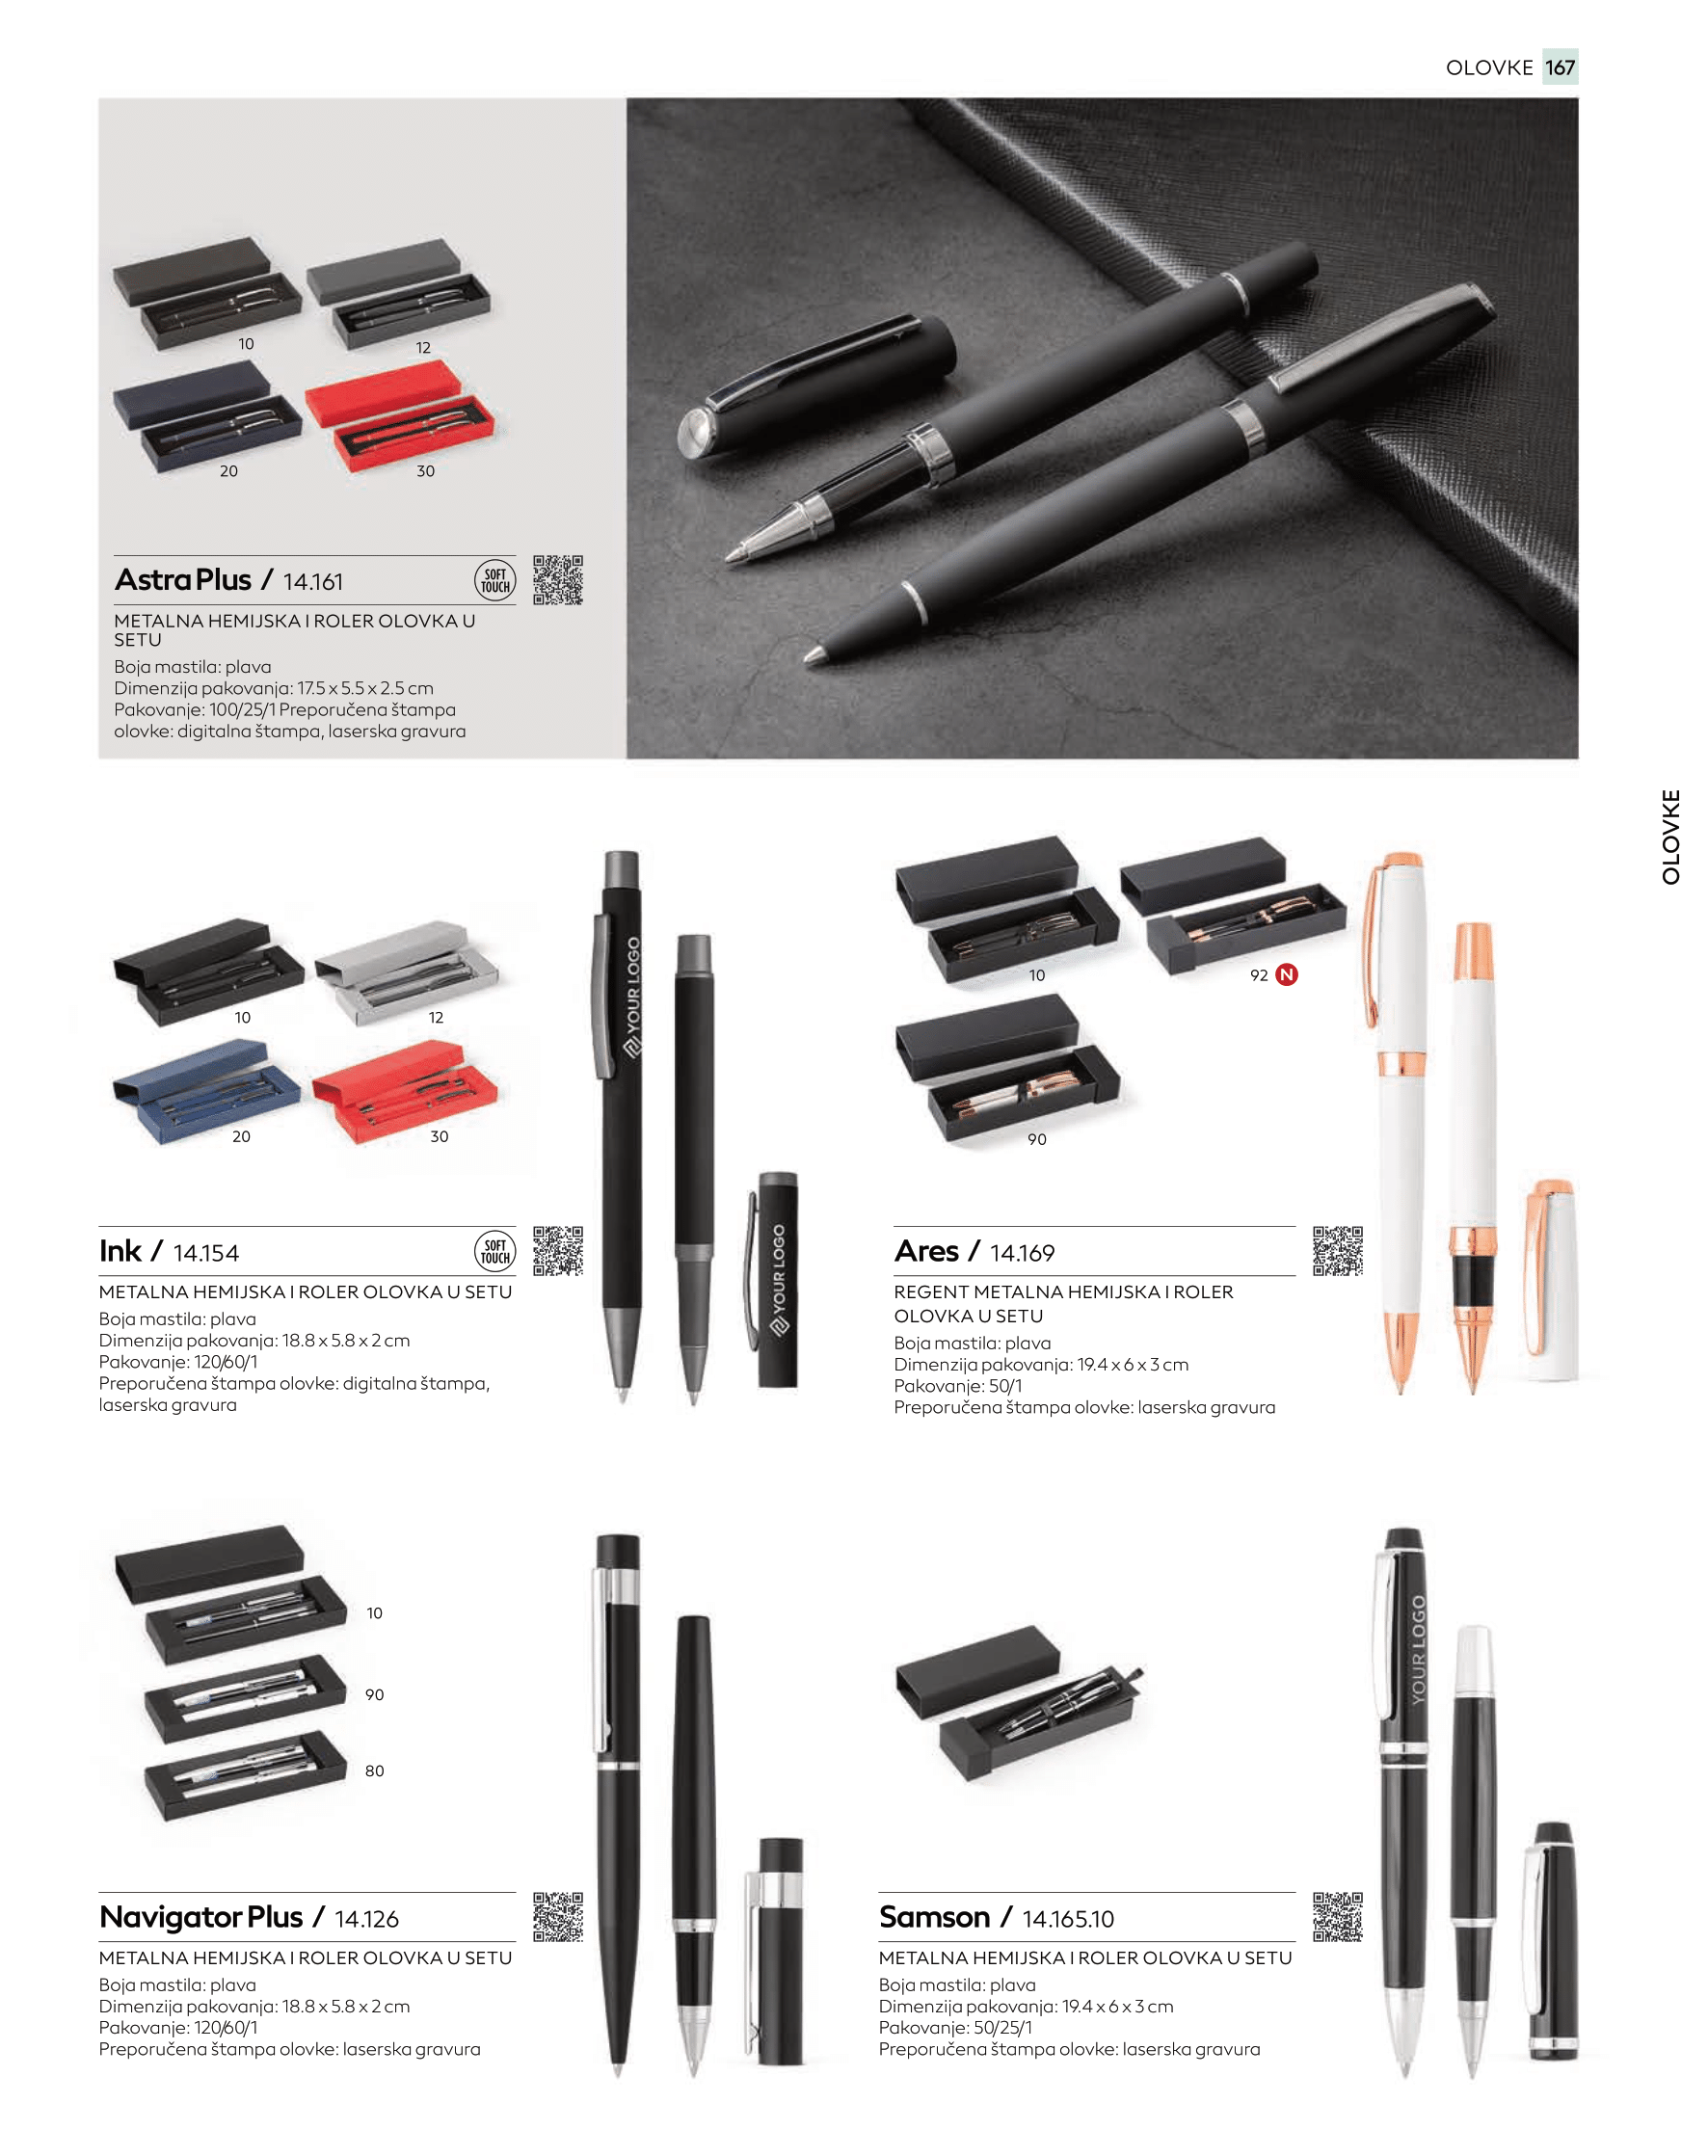 OLOVKE 167
10
12
20
30
Astra Plus / 14.161
SOFT
TOUCH
METALNA HEMIJSKA I ROLER OLOVKA U
SETU
Boja mastila: plava
Dimenzija pakovanja: 17.5 x 5.5 x 2.5 cm
Pakovanje: 100/25/1 Preporučena štampa
olovke: digitalna štampa, laserska gravura
OLOVKE
10
12
20
30
YOUR LOGO
YOUR LOGO
Ink / 14.154
SOFT
TOUCH
METALNA HEMIJSKA I ROLER OLOVKA U SETU
Boja mastila: plava
Dimenzija pakovanja: 18.8 x 5.8 x 2 cm
Pakovanje: 120/60/1
Preporučena štampa olovke: digitalna štampa,
laserska gravura
10
92 N
90
Ares / 14.169
REGENT METALNA HEMIJSKA I ROLER
OLOVKA U SETU
Boja mastila: plava
Dimenzija pakovanja: 19.4 x 6 x 3 cm
Pakovanje: 50/1
Preporučena štampa olovke: laserska gravura
10
90
80
Navigator Plus / 14.126
METALNA HEMIJSKA I ROLER OLOVKA U SETU
Boja mastila: plava
Dimenzija pakovanja: 18.8 x 5.8 x 2 cm
Pakovanje: 120/60/1
Preporučena štampa olovke: laserska gravura
YOUR LOGO
Samson / 14.165.10
METALNA HEMIJSKA I ROLER OLOVKA U SETU
Boja mastila: plava
Dimenzija pakovanja: 19.4 x 6 x 3 cm
Pakovanje: 50/25/1
Preporučena štampa olovke: laserska gravura